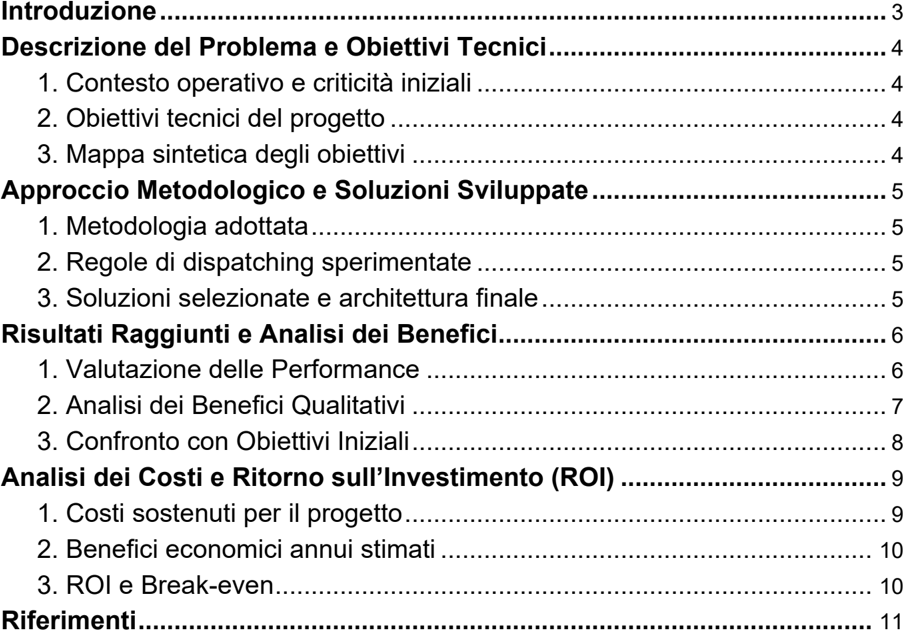 Introduzione........................................................................................................ 3
Descrizione del Problema e Obiettivi Tecnici................................................ 4
1. Contesto operativo e criticità iniziali ........................................................... 4
2. Obiettivi tecnici del progetto ....................................................................... 4
3. Mappa sintetica degli obiettivi .................................................................... 4
Approccio Metodologico e Soluzioni Sviluppate.......................................... 5
1. Metodologia adottata.................................................................................. 5
2. Regole di dispatching sperimentate ........................................................... 5
3. Soluzioni selezionate e architettura finale.................................................. 5
Risultati Raggiunti e Analisi dei Benefici....................................................... 6
1. Valutazione delle Performance .................................................................. 6
2. Analisi dei Benefici Qualitativi .................................................................... 7
3. Confronto con Obiettivi Iniziali .................................................................... 8
Analisi dei Costi e Ritorno sull’Investimento (ROI) ...................................... 9
1. Costi sostenuti per il progetto..................................................................... 9
2. Benefici economici annui stimati .............................................................. 10
3. ROI e Break-even..................................................................................... 10
Riferimenti......................................................................................................... 11